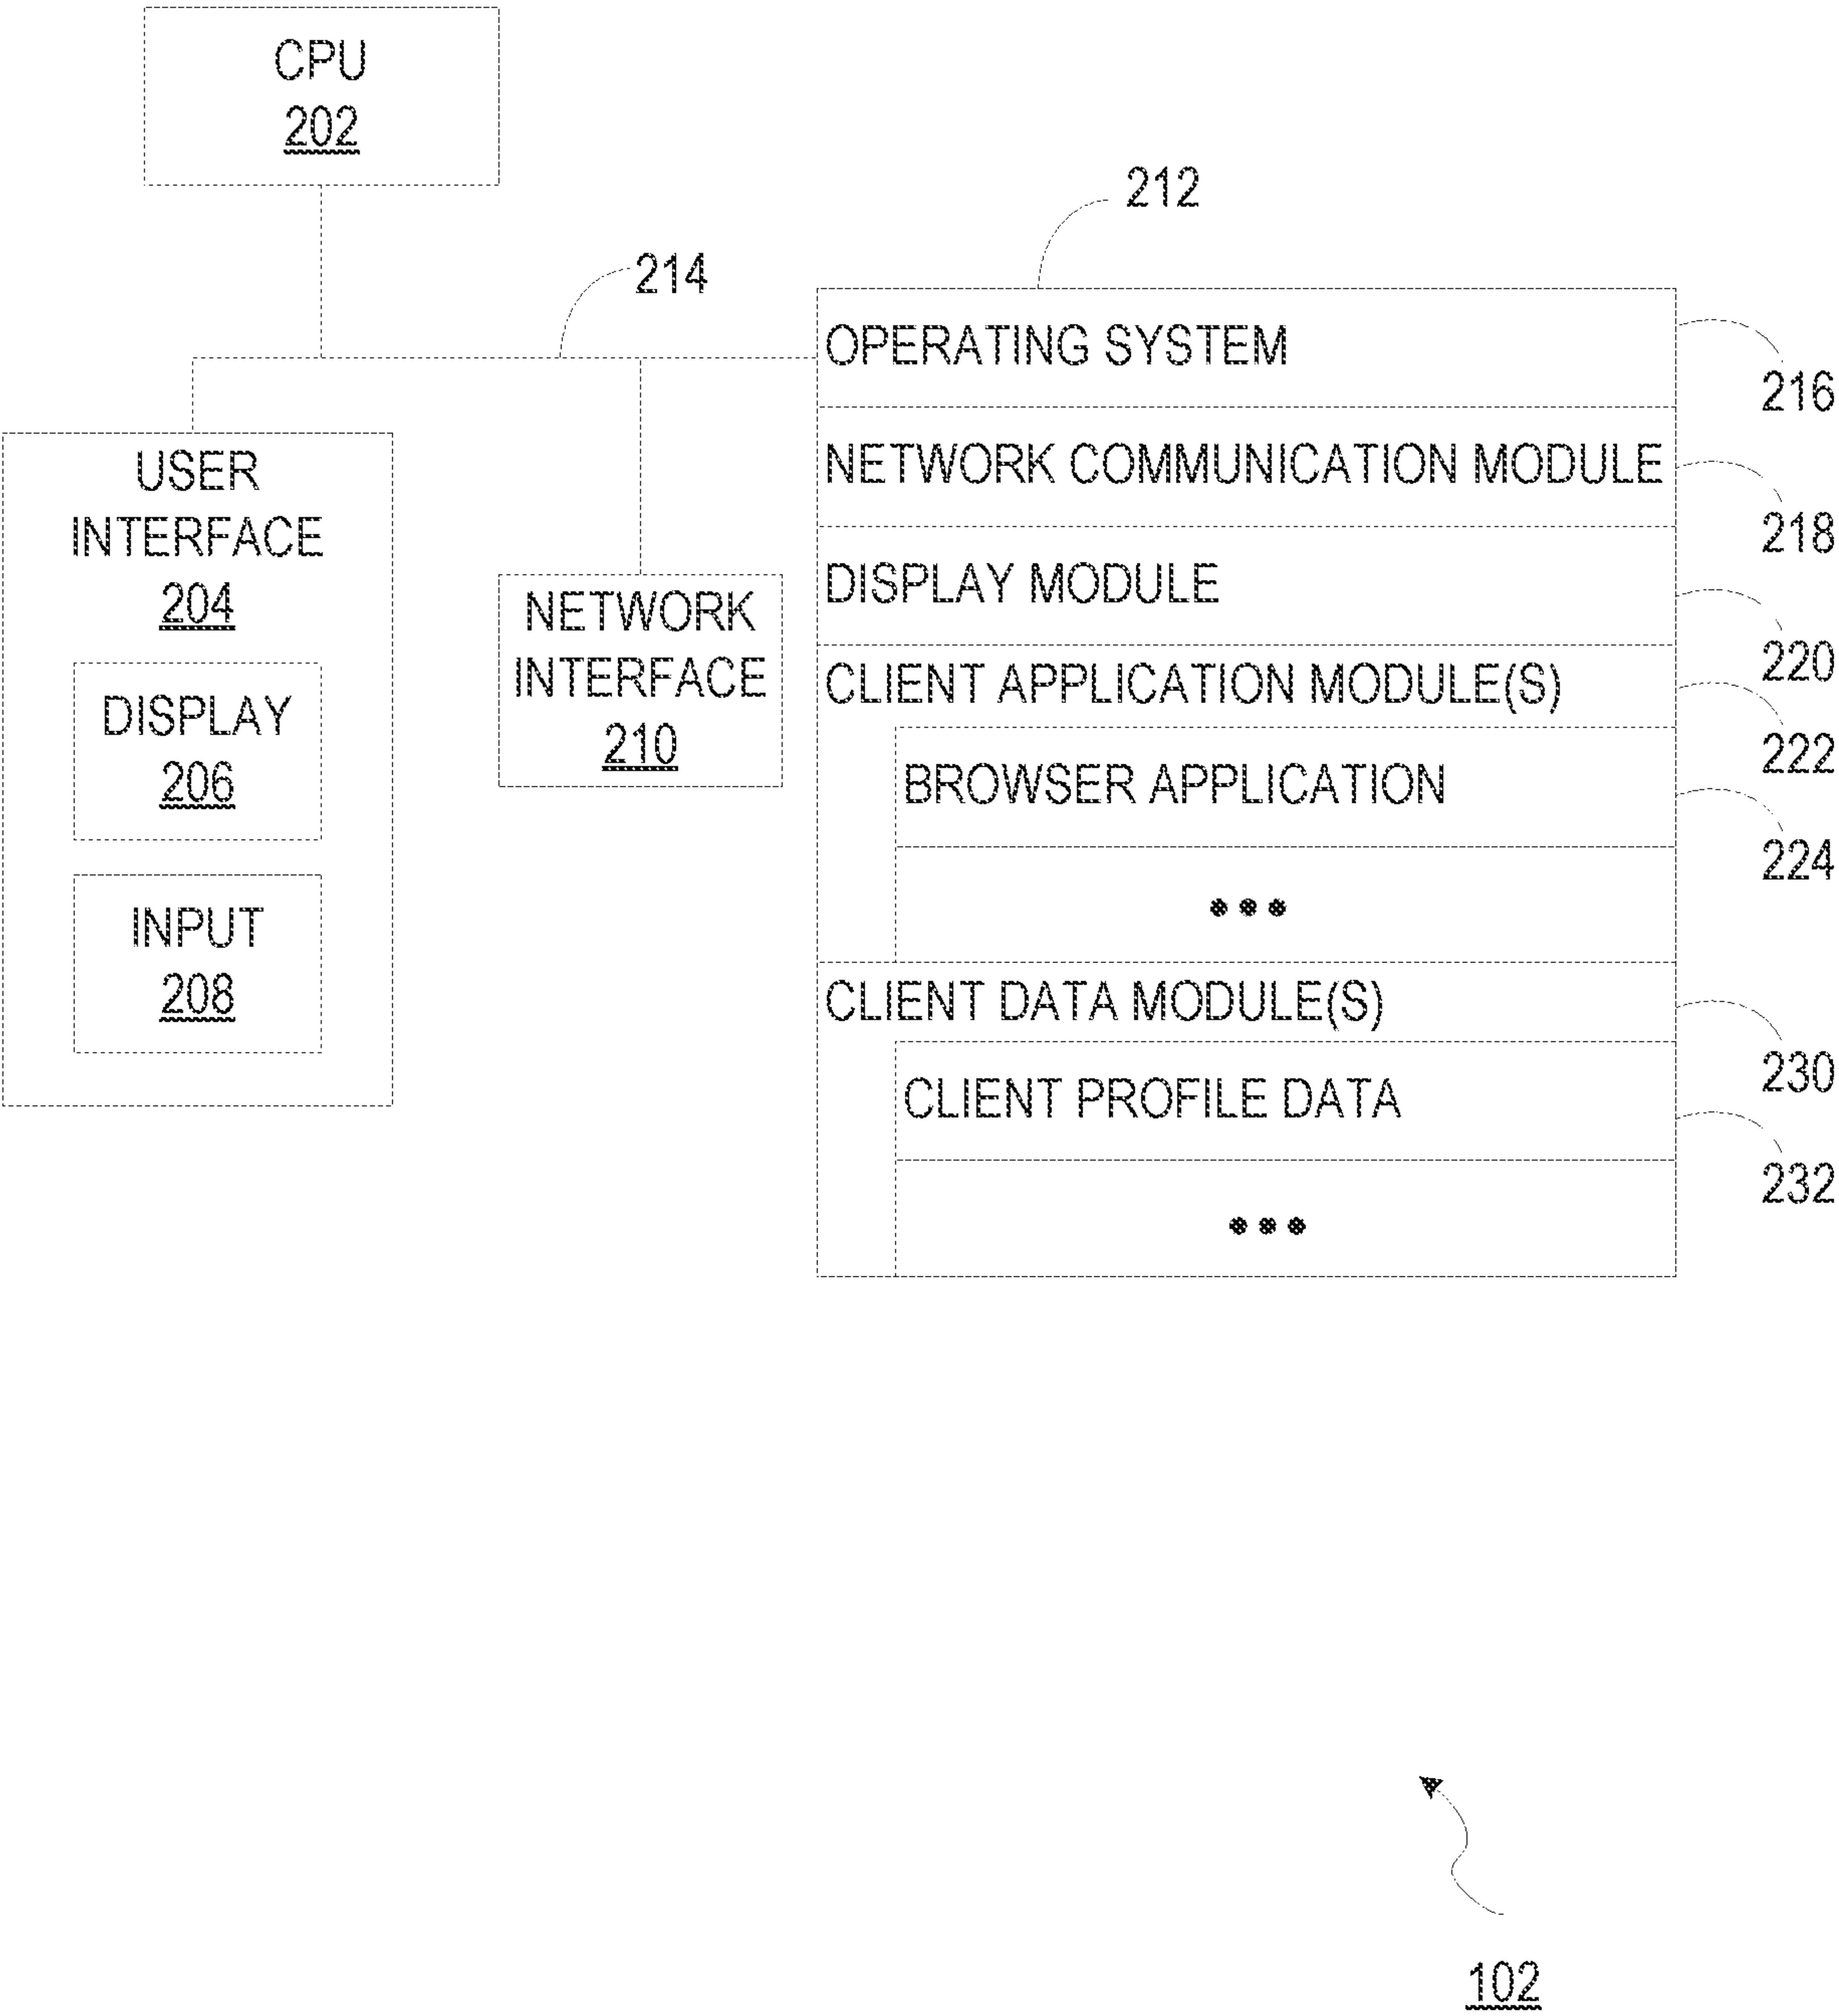 CPU
202
212
214
OPERATING SYSTEM
216
NETWORK COMMUNICATION MODULE
218
DISPLAY MODULE
220
CLIENT APPLICATION MODULE(S)
222
BROWSER APPLICATION
224
•••
CLIENT DATA MODULE(S)
230
CLIENT PROFILE DATA
232
•••
USER
INTERFACE
204
DISPLAY
206
INPUT
208
NETWORK
INTERFACE
210
102